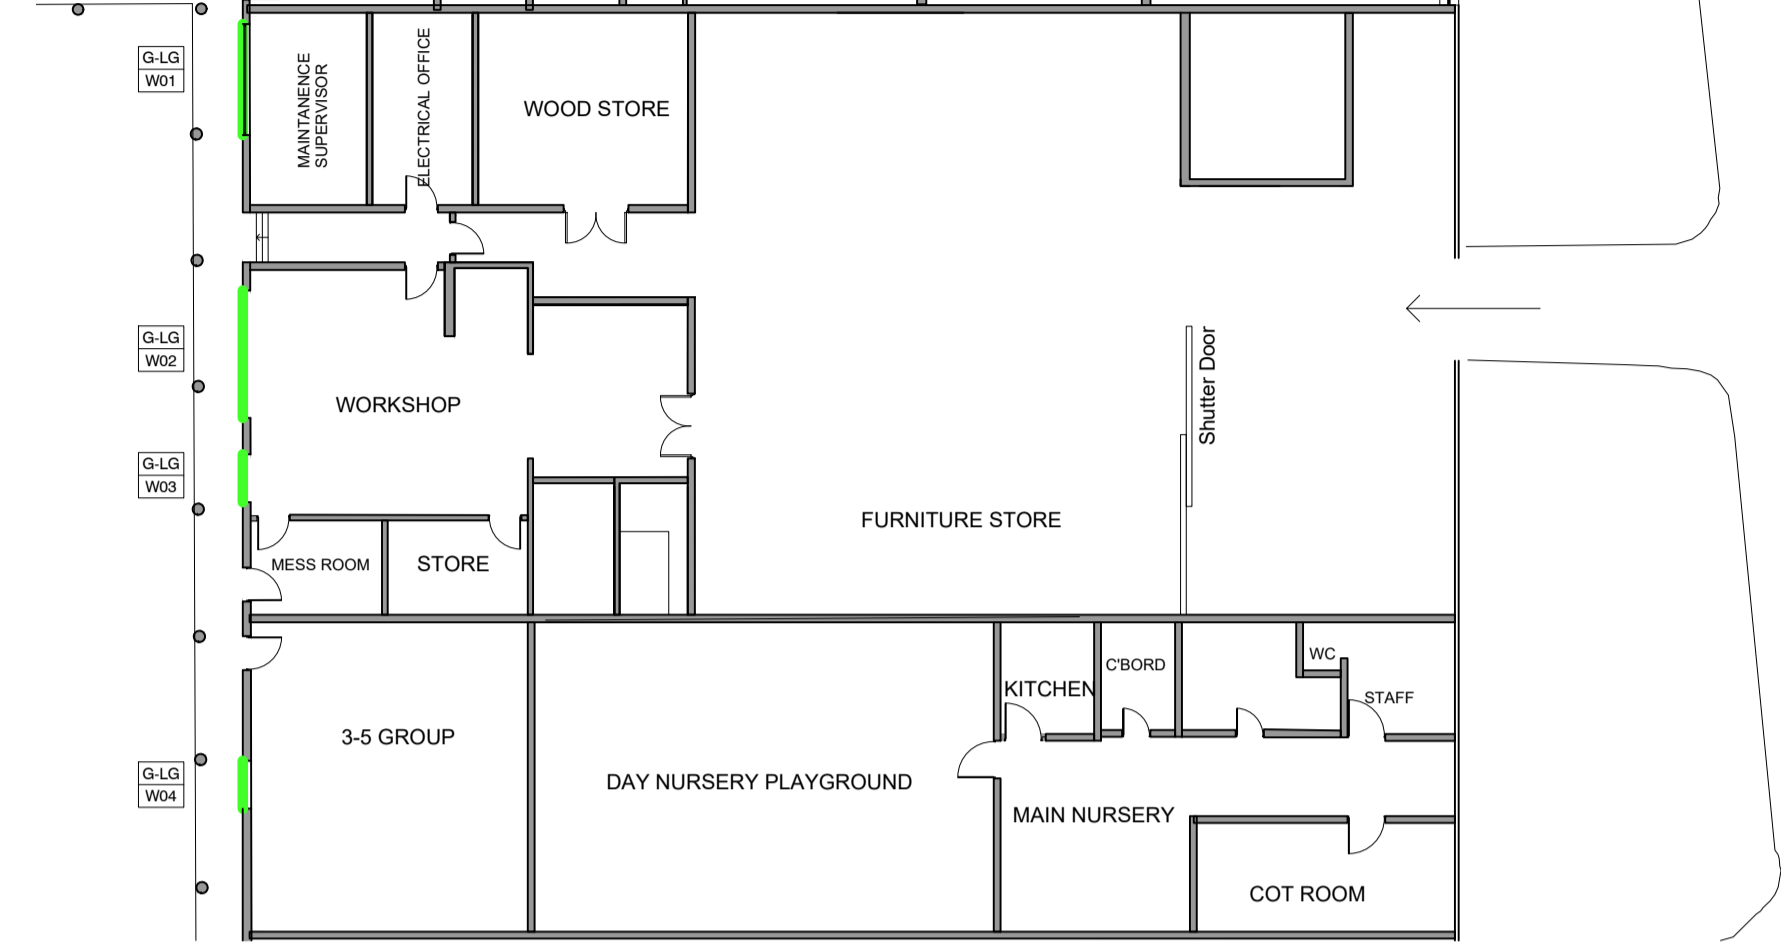 G-LG
W01
MAINTANENCE
SUPERVISOR
ELECTRICAL OFFICE
WOOD STORE
G-LG
W02
WORKSHOP
Shutter Door
G-LG
W03
FURNITURE STORE
MESS ROOM
STORE
WC
C'BORD
KITCHEN
STAFF
3-5 GROUP
G-LG
W04
DAY NURSERY PLAYGROUND
MAIN NURSERY
COT ROOM